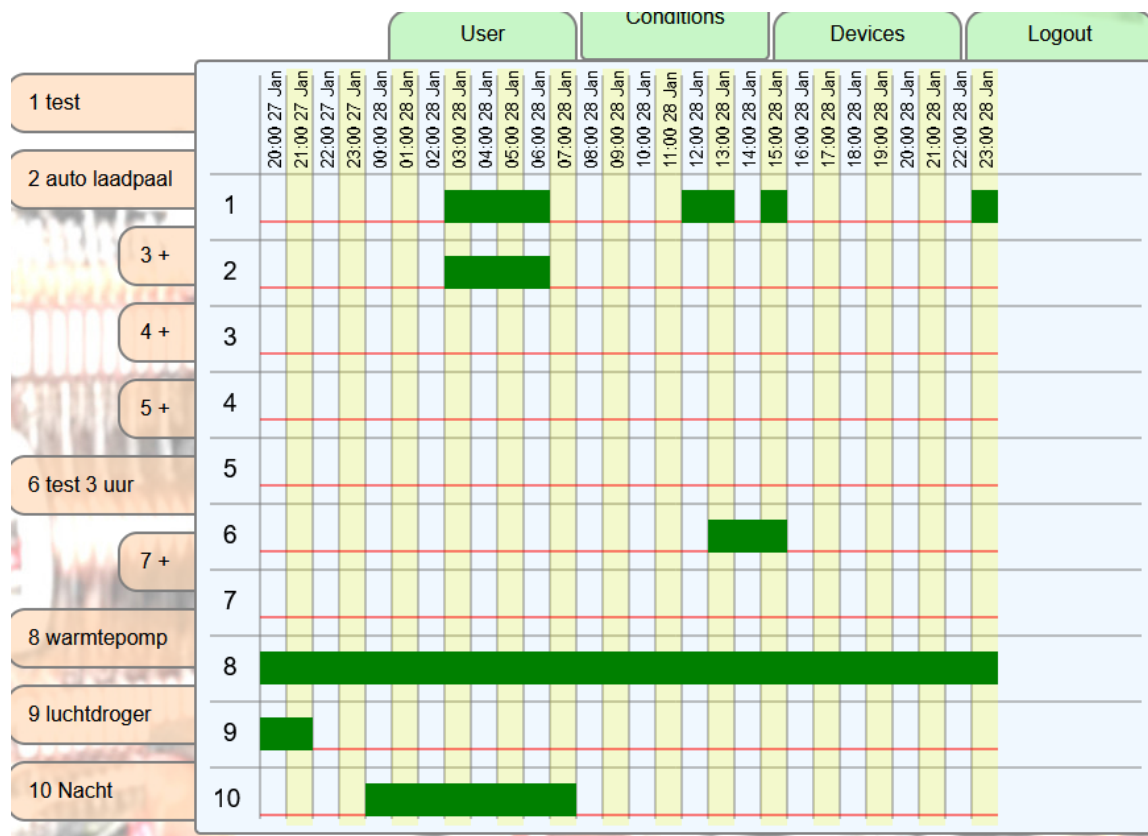 User
Conditions
Devices
Logout
1 test
2 auto laadpaal
3 +
4 +
5 +
6 test 3 uur
7 +
8 warmtepomp
9 luchtdroger
10 Nacht
20:00 27 Jan
21:00 27 Jan
22:00 27 Jan
23:00 27 Jan
00:00 28 Jan
01:00 28 Jan
02:00 28 Jan
03:00 28 Jan
04:00 28 Jan
05:00 28 Jan
06:00 28 Jan
07:00 28 Jan
08:00 28 Jan
09:00 28 Jan
10:00 28 Jan
11:00 28 Jan
12:00 28 Jan
13:00 28 Jan
14:00 28 Jan
15:00 28 Jan
16:00 28 Jan
17:00 28 Jan
18:00 28 Jan
19:00 28 Jan
20:00 28 Jan
21:00 28 Jan
22:00 28 Jan
23:00 28 Jan
1
2
3
4
5
6
7
8
9
10